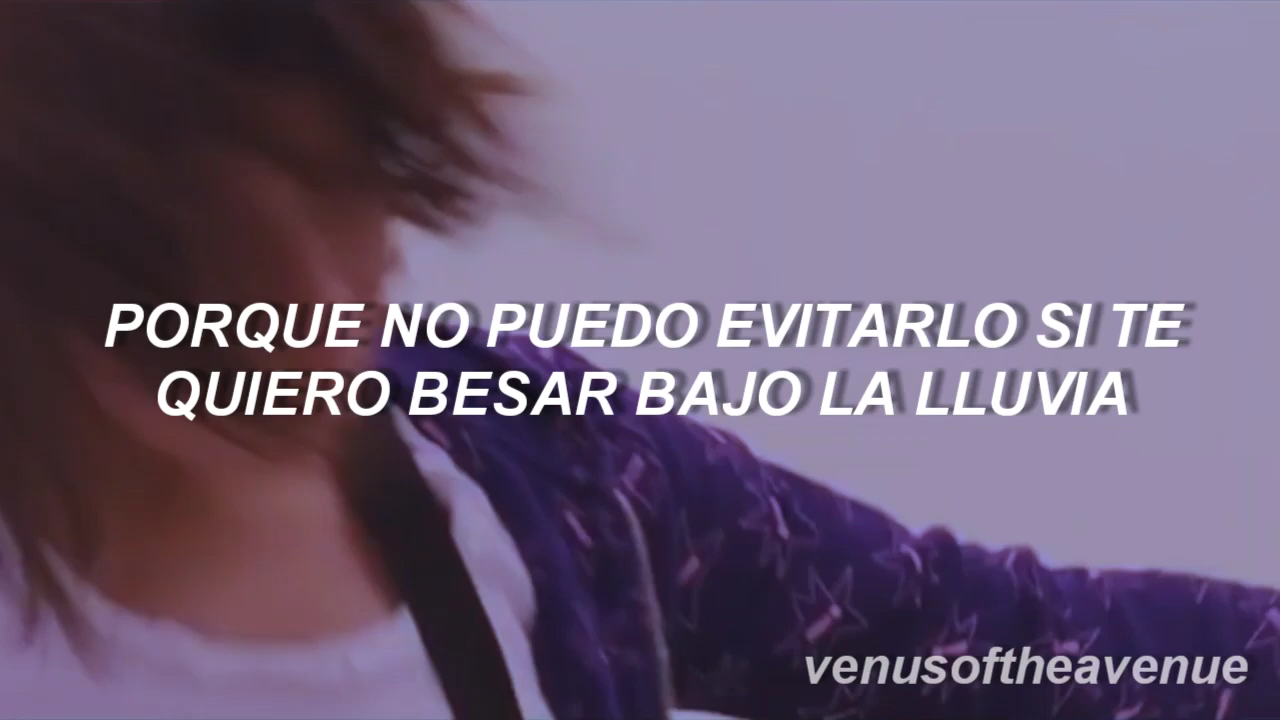 PORQUE NO PUEDO EVITARLO SI TE
QUIERO BESAR BAJO LA LLUVIA
venusoftheavenue